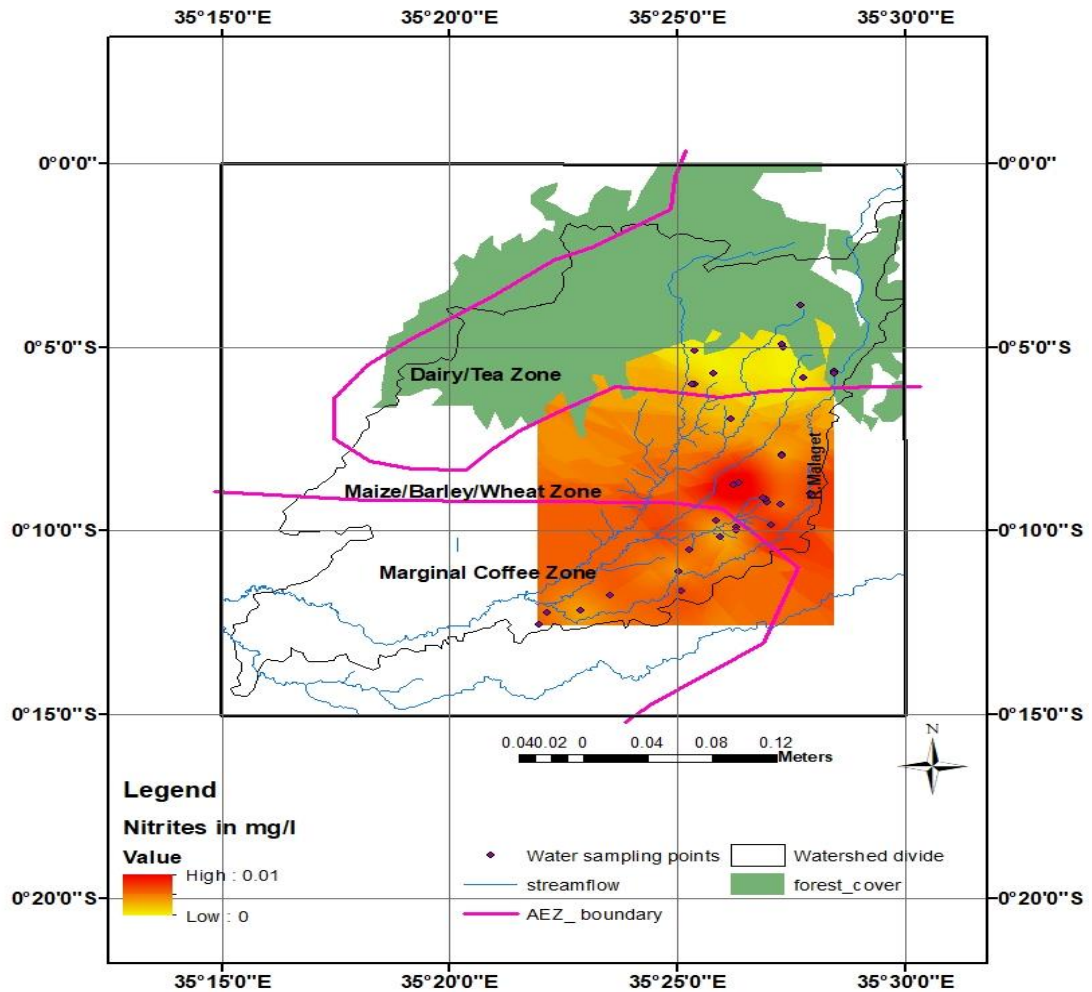 35°15'0"E 35°20'0"E 35°25'0"E 35°30'0"E
0°0'0" 0°0'0"
0°5'0"S 0°5'0"S
Dairy/Tea Zone
R.Malaget
Maize/Barley/Wheat Zone
0°10'0"S 0°10'0"S
Marginal Coffee Zone
0°15'0"S 0°15'0"S
N
0.040.02 0 0.04 0.08 0.12
Meters
Legend
Nitrites in mg/l
Value
High : 0.01
Low : 0
Water sampling points
streamflow
AEZ_ boundary
Watershed divide
forest_cover
0°20'0"S 0°20'0"S
35°15'0"E 35°20'0"E 35°25'0"E 35°30'0"E